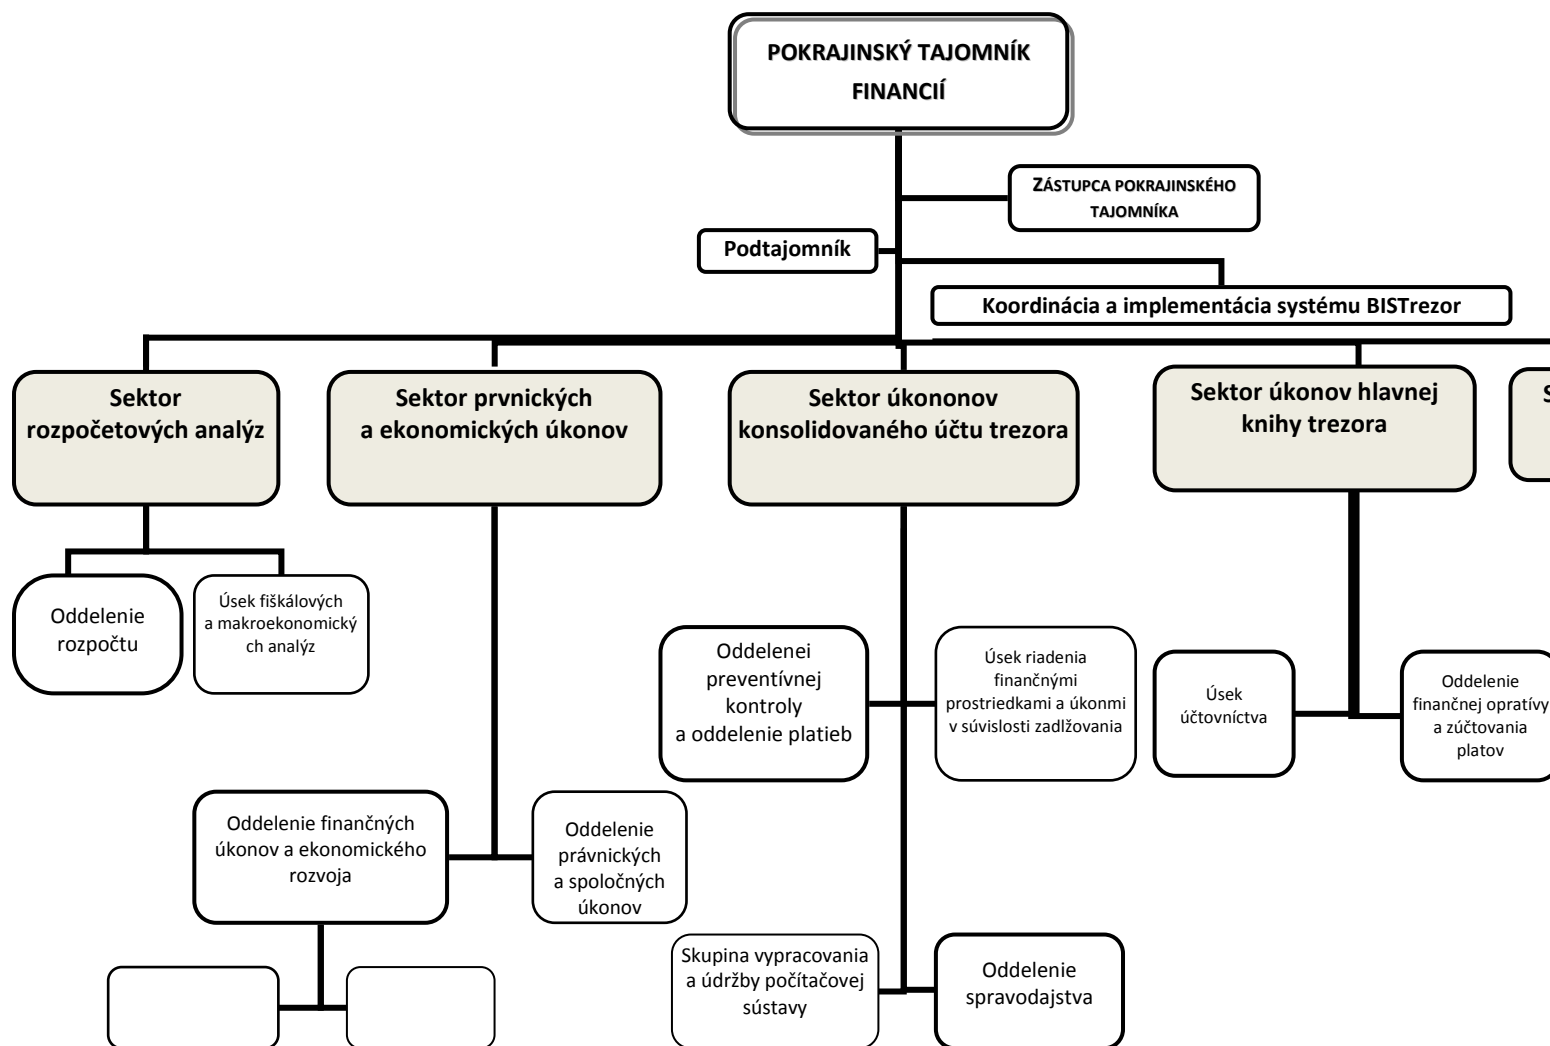 POKRAJINSKÝ TAJOMNÍK
FINANCIÍ
ZÁSTUPCA POKRAJINSKÉHO
TAJOMNÍKA
Podtajomník
Koordinácia a implementácia systému BISTrezor
Sektor
rozpočetových analýz
Sektor prvnických
a ekonomických úkonov
Sektor úkononov
konsolidovaného účtu trezora
Sektor úkonov hlavnej
knihy trezora
S
Oddelenie
rozpočtu
Úsek fiškálových
a makroekonomický
ch analýz
Oddelenei
preventívnej
kontroly
a oddelenie platieb
Úsek riadenia
finančnými
prostriedkami a úkonmi
v súvislosti zadlžovania
Úsek
účtovníctva
Oddelenie
finančnej opratívy
a zúčtovania
platov
Oddelenie finančných
úkonov a ekonomického
rozvoja
Oddelenie
právnických
a spoločných
úkonov
Skupina vypracovania
a údržby počítačovej
sústavy
Oddelenie
spravodajstva